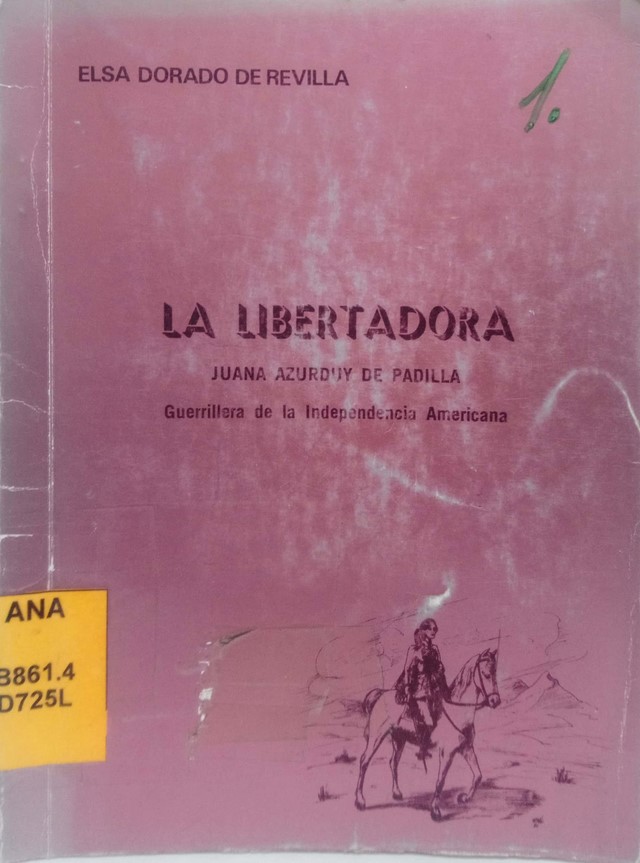 ELSA DORADO DE REVILLA
1.
LA LIBERTADORA
JUANA AZURDUY DE PADILLA
Guerrillera de la Independencia Americana
ANA
B861.4
D725L